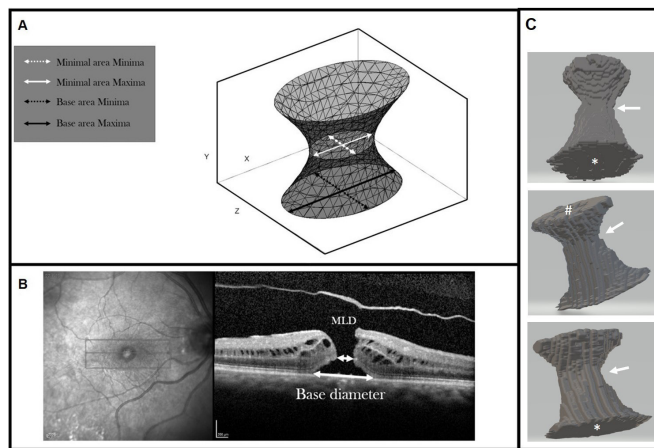 A
Minimal area Minima
Minimal area Maxima
Base area Minima
Base area Maxima
Y
X
Z
B
MLD
Base diameter
C
*
#
*